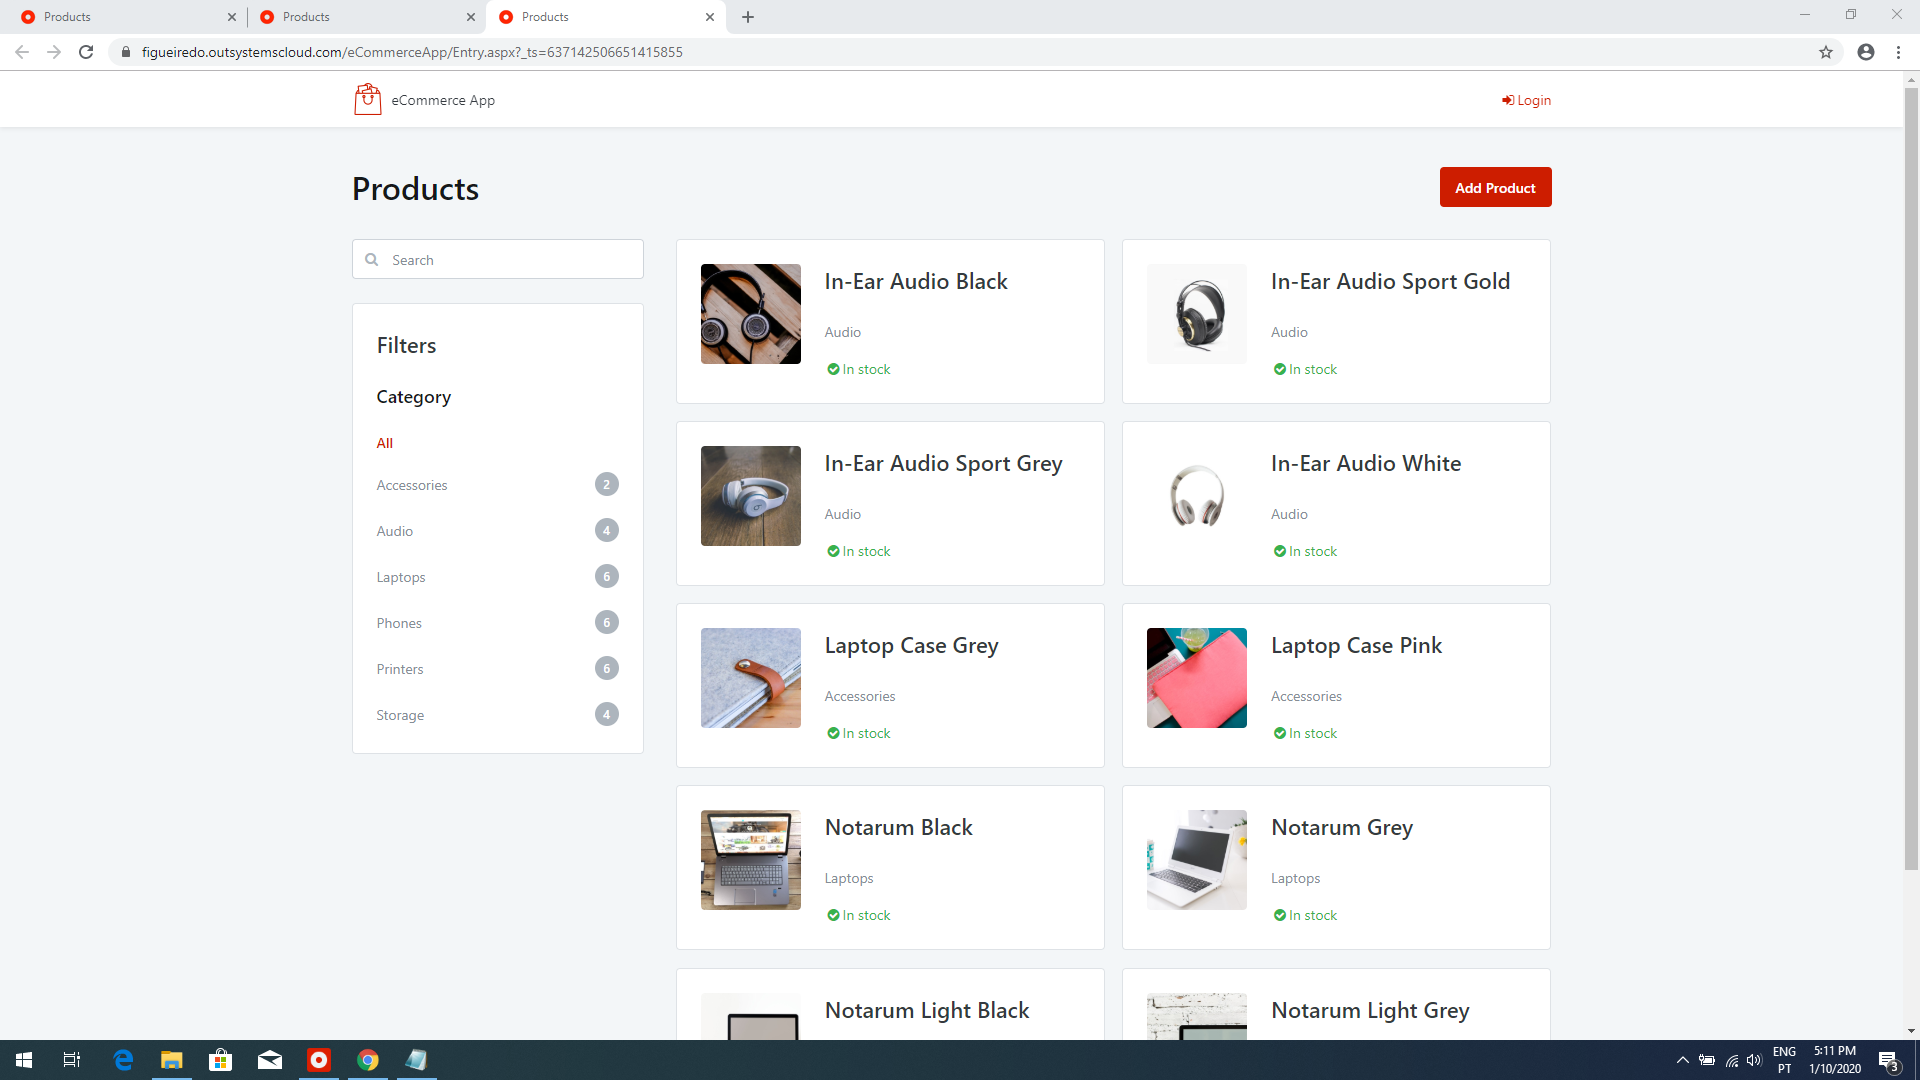 Products
Products
Products
figueiredo.outsystemscloud.com/eCommerceApp/Entry.aspx?_ts=637142506651415855
eCommerce App
Login
Products
Add Product
Search
Filters
Category
All
Accessories 2
Audio 4
Laptops 6
Phones 6
Printers 6
Storage 4
In-Ear Audio Black
Audio
In stock
In-Ear Audio Sport Gold
Audio
In stock
In-Ear Audio Sport Grey
Audio
In stock
In-Ear Audio White
Audio
In stock
Laptop Case Grey
Accessories
In stock
Laptop Case Pink
Accessories
In stock
Notarum Black
Laptops
In stock
Notarum Grey
Laptops
In stock
Notarum Light Black
Notarum Light Grey
ENG
PT
5:11 PM
1/10/2020
3